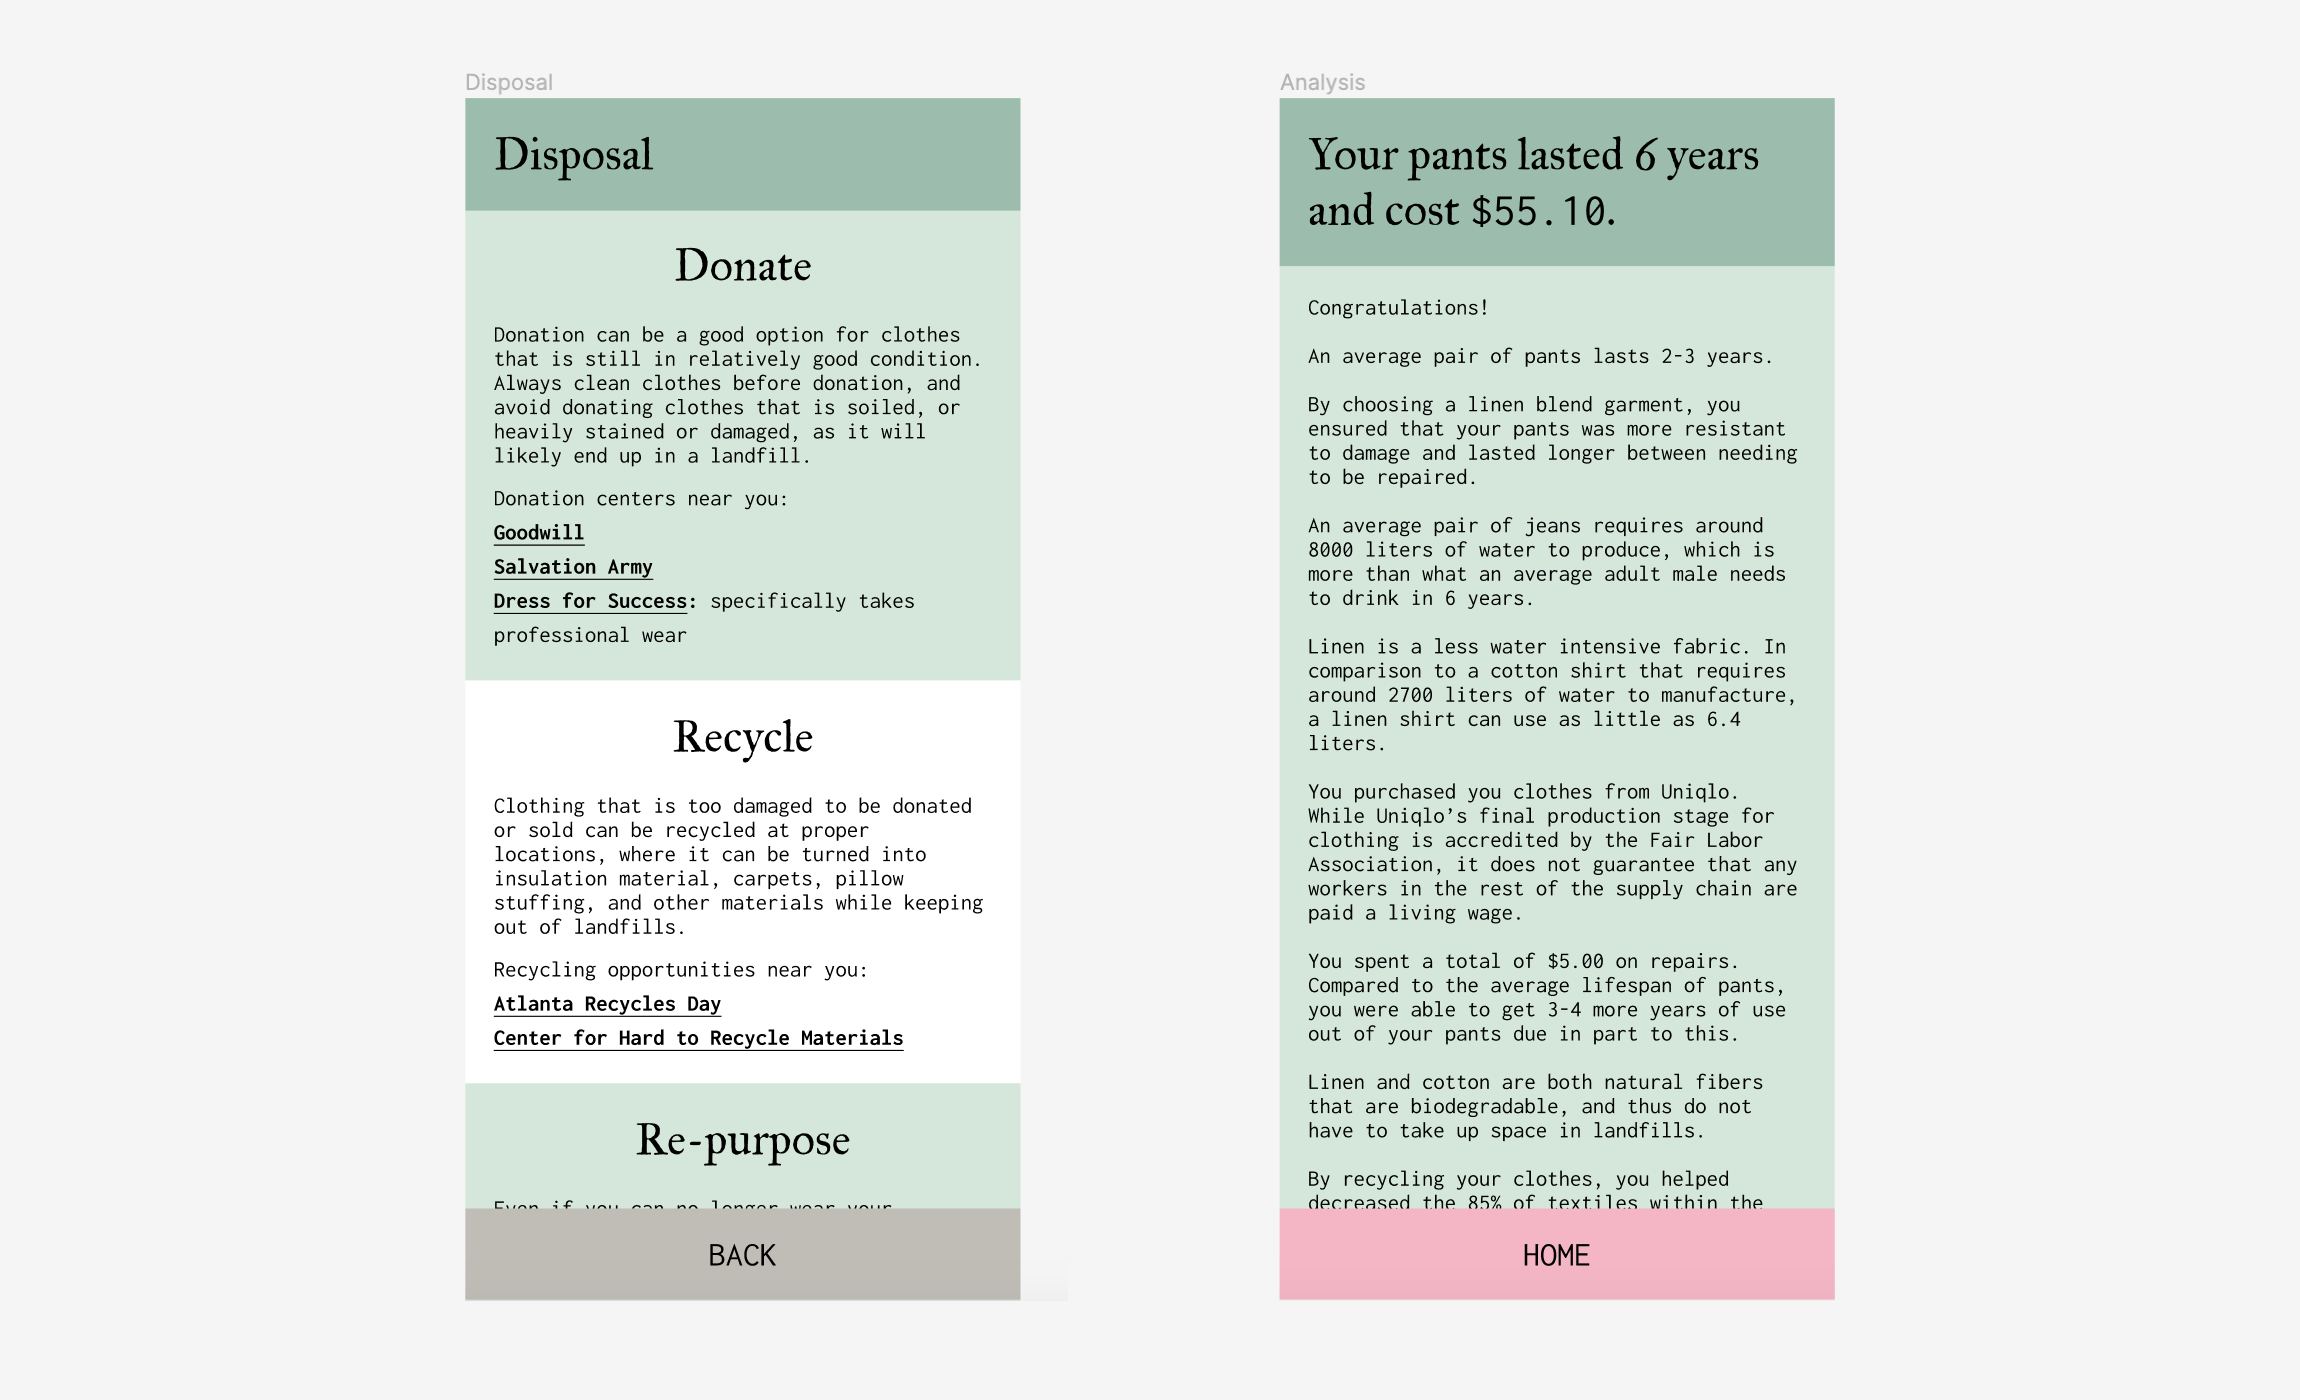 Disposal
Disposal
Donate
Donation can be a good option for clothes
that is still in relatively good condition.
Always clean clothes before donation, and
avoid donating clothes that is soiled, or
heavily stained or damaged, as it will
likely end up in a landfill.
Donation centers near you:
Goodwill
Salvation Army
Dress for Success: specifically takes
professional wear
Recycle
Clothing that is too damaged to be donated
or sold can be recycled at proper
locations, where it can be turned into
insulation material, carpets, pillow
stuffing, and other materials while keeping
out of landfills.
Recycling opportunities near you:
Atlanta Recycles Day
Center for Hard to Recycle Materials
Re-purpose
Even if you can no longer wear your
BACK
Analysis
Your pants lasted 6 years
and cost $55.10.
Congratulations!
An average pair of pants lasts 2-3 years.
By choosing a linen blend garment, you
ensured that your pants was more resistant
to damage and lasted longer between needing
to be repaired.
An average pair of jeans requires around
8000 liters of water to produce, which is
more than what an average adult male needs
to drink in 6 years.
Linen is a less water intensive fabric. In
comparison to a cotton shirt that requires
around 2700 liters of water to manufacture,
a linen shirt can use as little as 6.4
liters.
You purchased you clothes from Uniqlo.
While Uniqlo’s final production stage for
clothing is accredited by the Fair Labor
Association, it does not guarantee that any
workers in the rest of the supply chain are
paid a living wage.
You spent a total of $5.00 on repairs.
Compared to the average lifespan of pants,
you were able to get 3-4 more years of use
out of your pants due in part to this.
Linen and cotton are both natural fibers
that are biodegradable, and thus do not
have to take up space in landfills.
By recycling your clothes, you helped
decreased the 85% of textiles within the
HOME